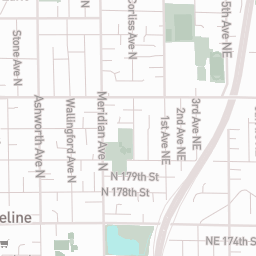 Stone Ave N
Corliss Ave N
5th Ave NE
Ashworth Ave N
Wallingford Ave N
Meridian Ave N
1st Ave NE
2nd Ave NE
3rd Ave NE
N 179th St
N 178th St
eline
NE 174th St